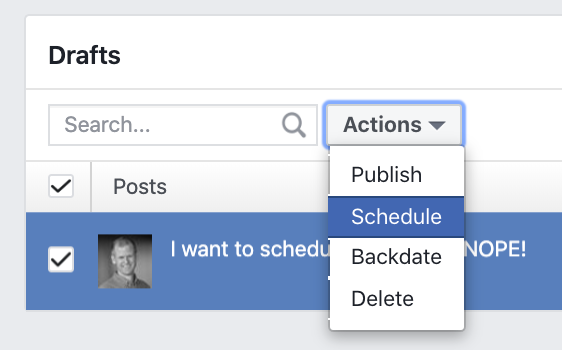 Drafts
Search...
Actions
Publish
Posts
Schedule
I want to schedu NOPE!
Backdate
Delete